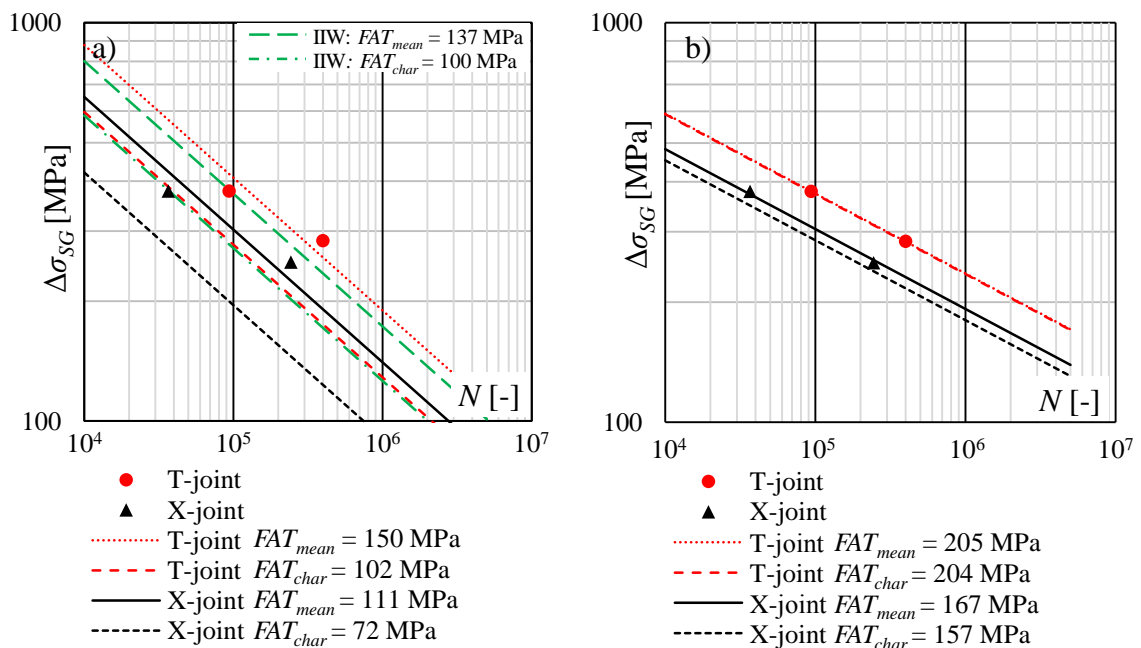 1000
a)
IIW: FATmean = 137 MPa
IIW: FATchar = 100 MPa
ΔσSG [MPa]
N [-]
100
10⁴
10⁵
10⁶
10⁷
T-joint
X-joint
T-joint FATmean = 150 MPa
T-joint FATchar = 102 MPa
X-joint FATmean = 111 MPa
X-joint FATchar = 72 MPa
1000
b)
ΔσSG [MPa]
N [-]
100
10⁴
10⁵
10⁶
10⁷
T-joint
X-joint
T-joint FATmean = 205 MPa
T-joint FATchar = 204 MPa
X-joint FATmean = 167 MPa
X-joint FATchar = 157 MPa